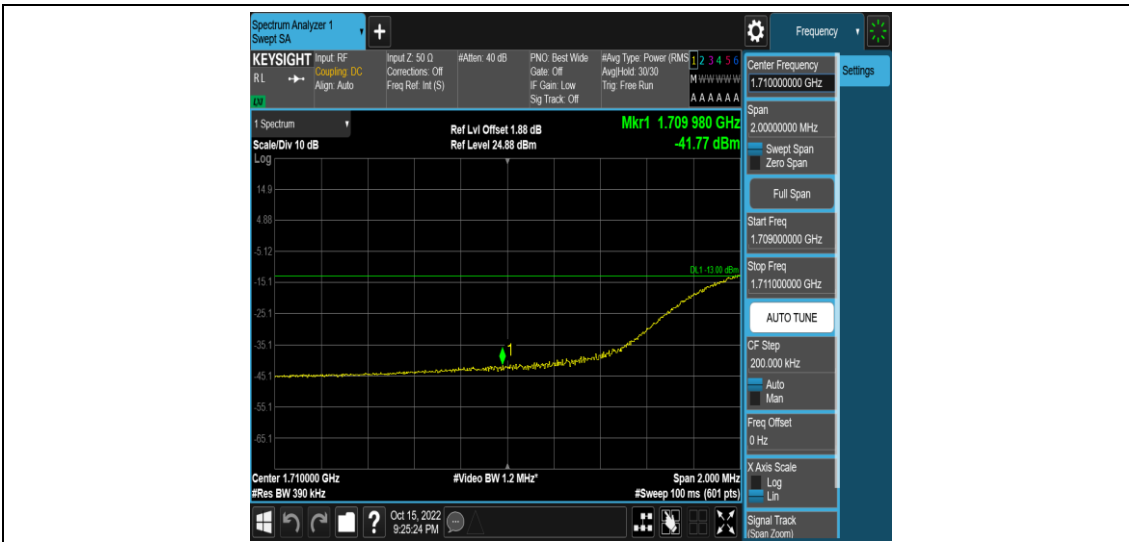 Spectrum Analyzer 1
Swept SA
+
Frequency
KEYSIGHT
RL
LXI
Input: RF
Coupling: DC
Align: Auto
Input Z: 50 Ω
Corrections: Off
Freq Ref: Int (S)
#Atten: 40 dB
PNO: Best Wide
Gate: Off
IF Gain: Low
Sig Track: Off
#Avg Type: Power (RMS
Avg|Hold: 30/30
Trig: Free Run
1 2 3 4 5 6
M W W W W W
A A A A A A
1 Spectrum
Scale/Div 10 dB
Log
Ref Lvl Offset 1.88 dB
Ref Level 24.88 dBm
Mkr1 1.709 980 GHz
-41.77 dBm
14.9
4.88
-5.12
-15.1
-25.1
-35.1
-45.1
-55.1
-65.1
DL1 -13.00 dBm
1
Center 1.710000 GHz
#Res BW 390 kHz
#Video BW 1.2 MHz*
Span 2.000 MHz
#Sweep 100 ms (601 pts)
?
Oct 15, 2022
9:25:24 PM
Center Frequency
1.710000000 GHz
Settings
Span
2.00000000 MHz
Swept Span
Zero Span
Full Span
Start Freq
1.709000000 GHz
Stop Freq
1.711000000 GHz
AUTO TUNE
CF Step
200.000 kHz
Auto
Man
Freq Offset
0 Hz
X Axis Scale
Log
Lin
Signal Track
(Span Zoom)